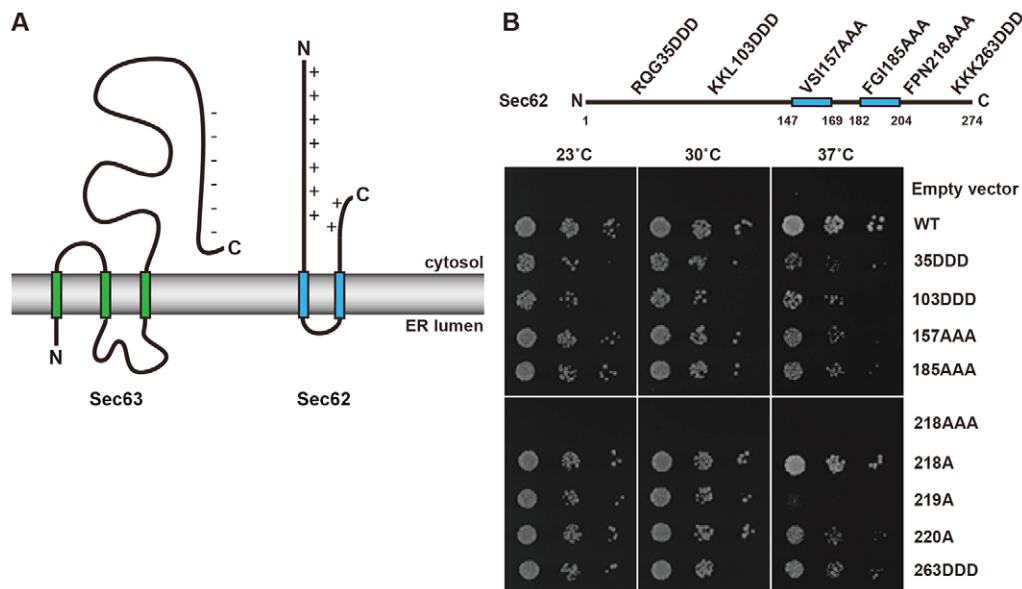 A
N
+
+
+
+
+
+
+
+
+
C
-
-
-
-
-
-
C
cytosol
ER lumen
N
Sec63
Sec62
B
RQG35DDD
KKL103DDD
VSI157AAA
FGI185AAA
FPN218AAA
KKK263DDD
Sec62 N C
1 147 169 182 204 274
23˚C 30˚C 37˚C
Empty vector
WT
35DDD
103DDD
157AAA
185AAA
218AAA
218A
219A
220A
263DDD